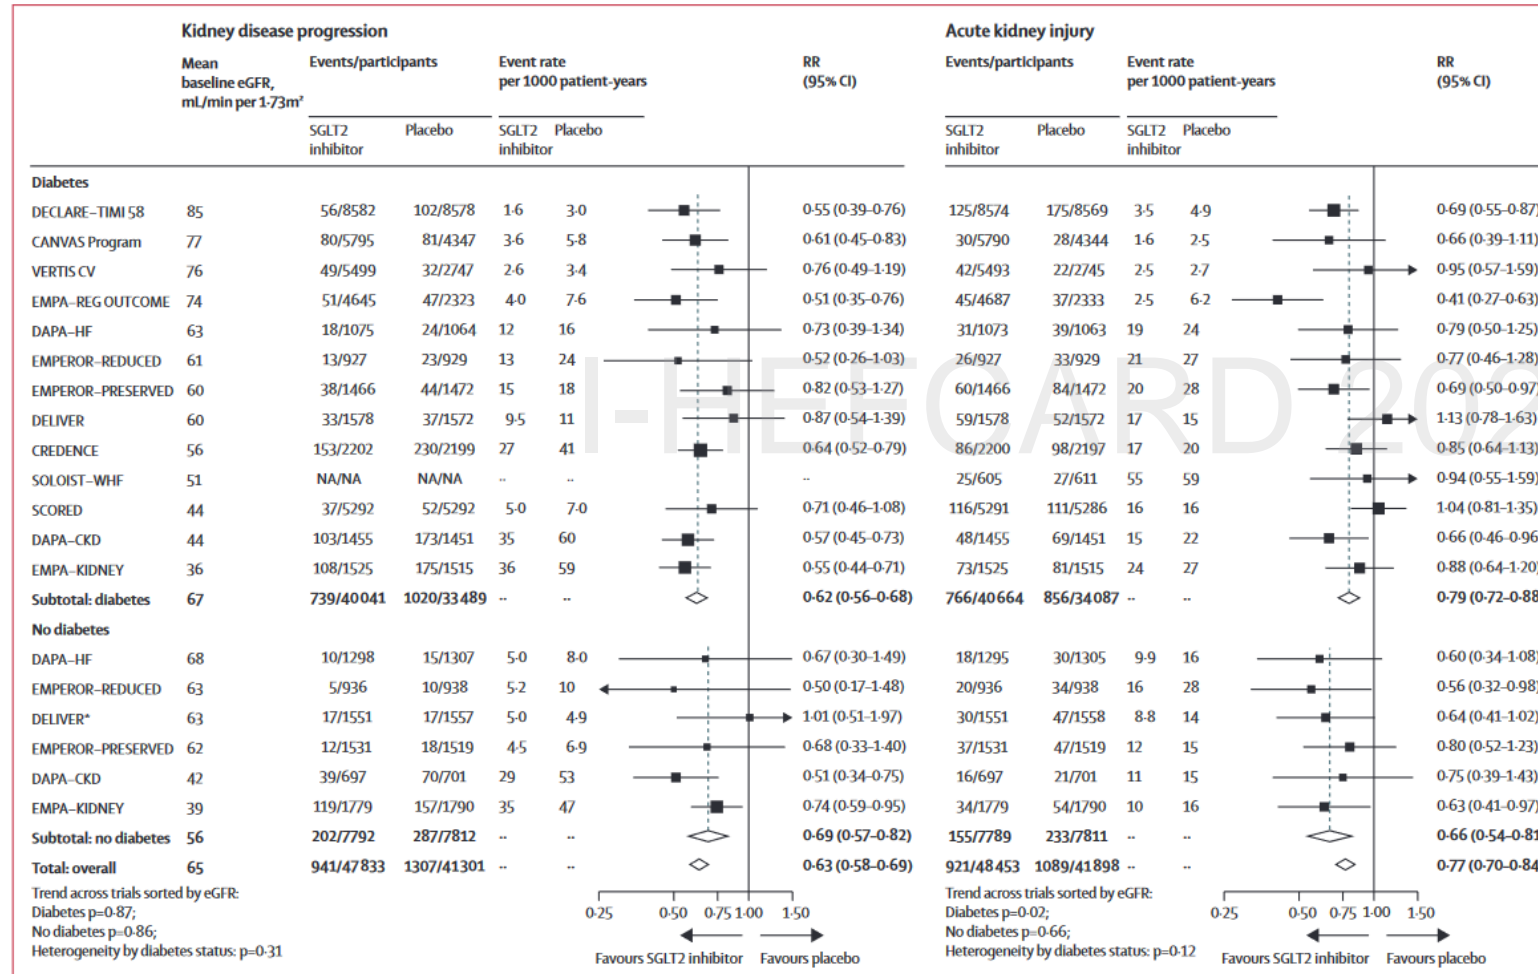 Kidney disease progression Acute kidney injury
Mean baseline eGFR, mL/min per 1·73m² Events/participants Event rate per 1000 patient-years RR (95% CI) Events/participants Event rate per 1000 patient-years RR (95% CI)
SGLT2 inhibitor Placebo SGLT2 inhibitor Placebo SGLT2 inhibitor Placebo SGLT2 inhibitor Placebo
Diabetes
DECLARE–TIMI 58 85 56/8582 102/8578 1·6 3·0 0·55 (0·39–0·76) 125/8574 175/8569 3·5 4·9 0·69 (0·55–0·87)
CANVAS Program 77 80/5795 81/4347 3·6 5·8 0·61 (0·45–0·83) 30/5790 28/4344 1·6 2·5 0·66 (0·39–1·11)
VERTIS CV 76 49/5499 32/2747 2·6 3·4 0·76 (0·49–1·19) 42/5493 22/2745 2·5 2·7 0·95 (0·57–1·59)
EMPA–REG OUTCOME 74 51/4645 47/2323 4·0 7·6 0·51 (0·35–0·76) 45/4687 37/2333 2·5 6·2 0·41 (0·27–0·63)
DAPA–HF 63 18/1075 24/1064 12 16 0·73 (0·39–1·34) 31/1073 39/1063 19 24 0·79 (0·50–1·25)
EMPEROR–REDUCED 61 13/927 23/929 13 24 0·52 (0·26–1·03) 26/927 33/929 21 27 0·77 (0·46–1·28)
EMPEROR–PRESERVED 60 38/1466 44/1472 15 18 0·82 (0·53–1·27) 60/1466 84/1472 20 28 0·69 (0·50–0·97)
DELIVER 60 33/1578 37/1572 9·5 11 0·87 (0·54–1·39) 59/1578 52/1572 17 15 1·13 (0·78–1·63)
CREDENCE 56 153/2202 230/2199 27 41 0·64 (0·52–0·79) 86/2200 98/2197 17 20 0·85 (0·64–1·13)
SOLOIST–WHF 51 NA/NA NA/NA ·· ·· ·· 25/605 27/611 55 59 0·94 (0·55–1·59)
SCORED 44 37/5292 52/5292 5·0 7·0 0·71 (0·46–1·08) 116/5291 111/5286 16 16 1·04 (0·81–1·35)
DAPA–CKD 44 103/1455 173/1451 35 60 0·57 (0·45–0·73) 48/1455 69/1451 15 22 0·66 (0·46–0·96
EMPA–KIDNEY 36 108/1525 175/1515 36 59 0·55 (0·44–0·71) 73/1525 81/1515 24 27 0·88 (0·64–1·20)
Subtotal: diabetes 67 739/40 041 1020/33 489 ·· ·· 0·62 (0·56–0·68) 766/40 664 856/34 087 ·· ·· 0·79 (0·72–0·88
No diabetes
DAPA–HF 68 10/1298 15/1307 5·0 8·0 0·67 (0·30–1·49) 18/1295 30/1305 9·9 16 0·60 (0·34–1·08)
EMPEROR–REDUCED 63 5/936 10/938 5·2 10 0·50 (0·17–1·48) 20/936 34/938 16 28 0·56 (0·32–0·98)
DELIVER* 63 17/1551 17/1557 5·0 4·9 1·01 (0·51–1·97) 30/1551 47/1558 8·8 14 0·64 (0·41–1·02)
EMPEROR–PRESERVED 62 12/1531 18/1519 4·5 6·9 0·68 (0·33–1·40) 37/1531 47/1519 12 15 0·80 (0·52–1·23)
DAPA–CKD 42 39/697 70/701 29 53 0·51 (0·34–0·75) 16/697 21/701 11 15 0·75 (0·39–1·43)
EMPA–KIDNEY 39 119/1779 157/1790 35 47 0·74 (0·59–0·95) 34/1779 54/1790 10 16 0·63 (0·41–0·97)
Subtotal: no diabetes 56 202/7792 287/7812 ·· ·· 0·69 (0·57–0·82) 155/7789 233/7811 ·· ·· 0·66 (0·54–0·81
Total: overall 65 941/47 833 1307/41 301 ·· ·· 0·63 (0·58–0·69) 921/48 453 1089/41 898 ·· ·· 0·77 (0·70–0·84
Trend across trials sorted by eGFR: Trend across trials sorted by eGFR:
Diabetes p=0·87; 0·25 0·50 0·75 1·00 1·50 Diabetes p=0·02; 0·25 0·50 0·75 1·00 1·50
No diabetes p=0·86; No diabetes p=0·66;
Heterogeneity by diabetes status: p=0·31 Favours SGLT2 inhibitor Favours placebo Heterogeneity by diabetes status: p=0·12 Favours SGLT2 inhibitor Favours placebo
I-HEFCARD 202